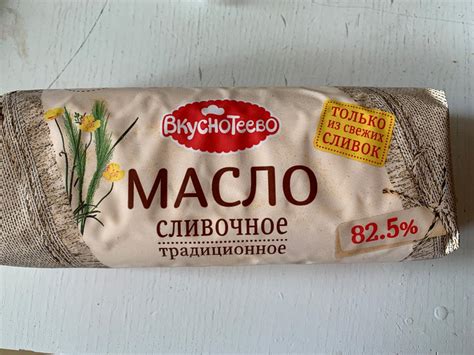 ВКУСНОТЕЕВО
ТОЛЬКО
ИЗ СВЕЖИХ
СЛИВОК
МАСЛО
СЛИВОЧНОЕ
ТРАДИЦИОННОЕ
82.5%